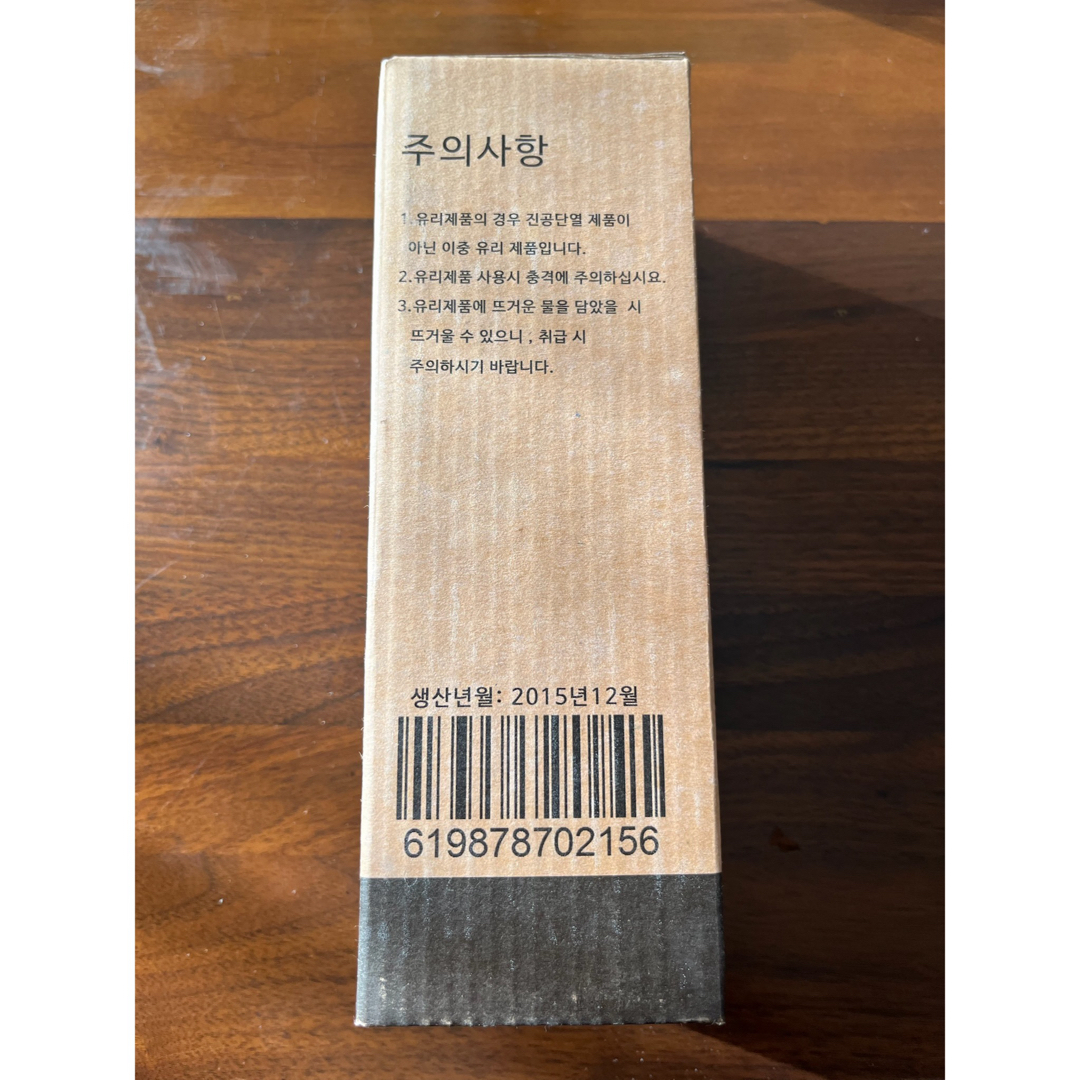 주의사항
1.유리제품의 경우 진공단열 제품이
아닌 이중 유리 제품입니다.
2.유리제품 사용시 충격에 주의하십시요.
3.유리제품에 뜨거운 물을 담았을 시
뜨거울 수 있으니 , 취급 시
주의하시기 바랍니다.
생산년월: 2015년12월
619878702156